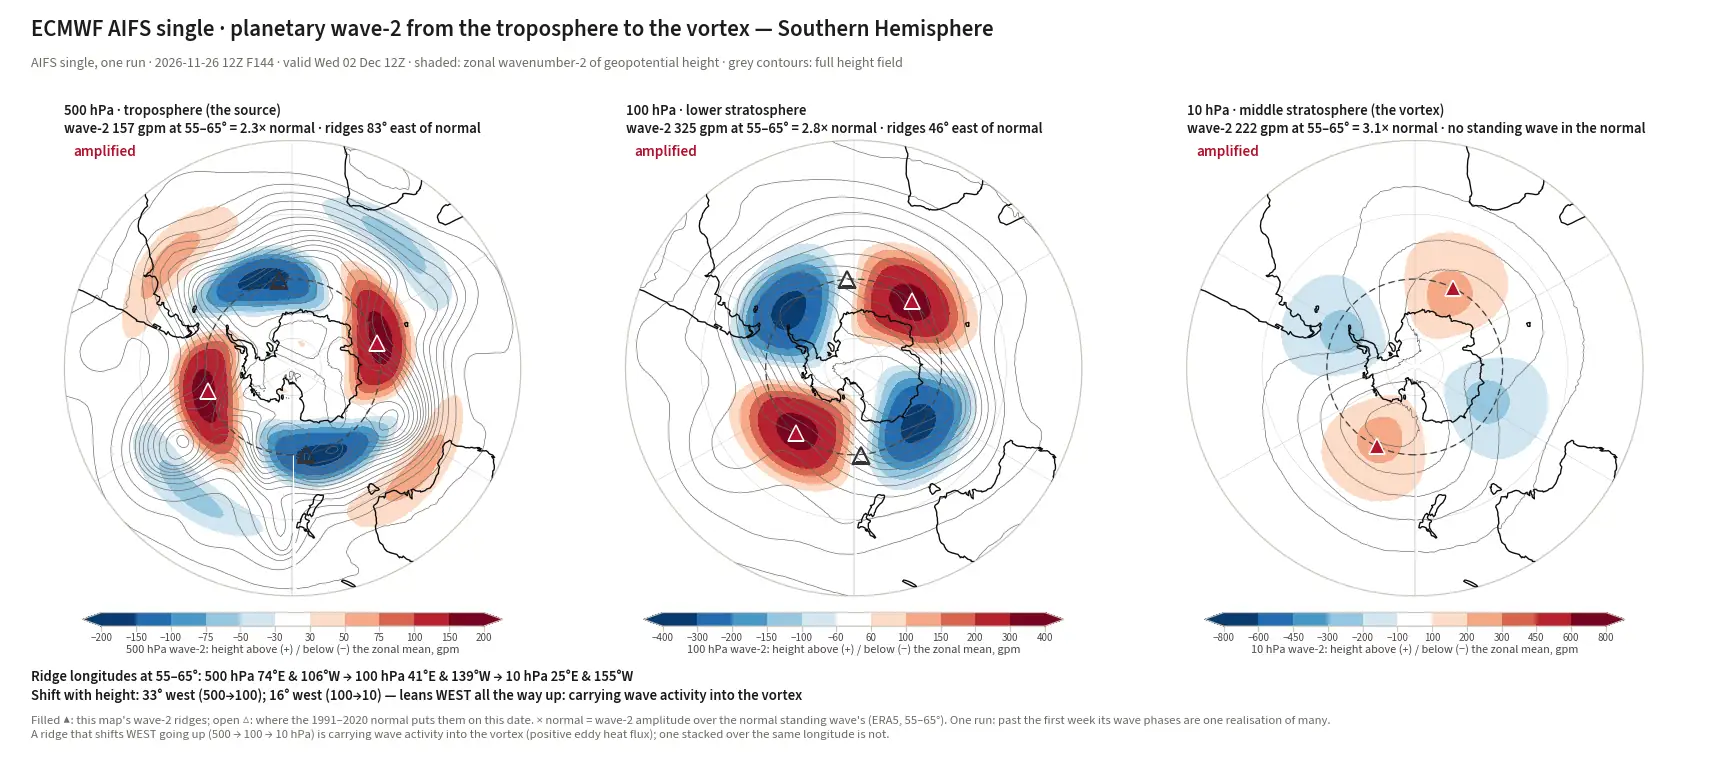 ECMWF AIFS single · planetary wave-2 from the troposphere to the vortex — Southern Hemisphere
AIFS single, one run · 2026-11-26 12Z F144 · valid Wed 02 Dec 12Z · shaded: zonal wavenumber-2 of geopotential height · grey contours: full height field
500 hPa · troposphere (the source)
wave-2 157 gpm at 55–65° = 2.3× normal · ridges 83° east of normal
amplified
100 hPa · lower stratosphere
wave-2 325 gpm at 55–65° = 2.8× normal · ridges 46° east of normal
amplified
10 hPa · middle stratosphere (the vortex)
wave-2 222 gpm at 55–65° = 3.1× normal · no standing wave in the normal
amplified
−200 −150 −100 −75 −50 −30 30 50 75 100 150 200
500 hPa wave-2: height above (+) / below (−) the zonal mean, gpm
−400 −300 −200 −150 −100 −60 60 100 150 200 300 400
100 hPa wave-2: height above (+) / below (−) the zonal mean, gpm
−800 −600 −450 −300 −200 −100 100 200 300 450 600 800
10 hPa wave-2: height above (+) / below (−) the zonal mean, gpm
Ridge longitudes at 55–65°: 500 hPa 74°E & 106°W → 100 hPa 41°E & 139°W → 10 hPa 25°E & 155°W
Shift with height: 33° west (500→100); 16° west (100→10) — leans WEST all the way up: carrying wave activity into the vortex
Filled ▲: this map's wave-2 ridges; open △: where the 1991–2020 normal puts them on this date. × normal = wave-2 amplitude over the normal standing wave's (ERA5, 55–65°). One run: past the first week its wave phases are one realisation of many.
A ridge that shifts WEST going up (500 → 100 → 10 hPa) is carrying wave activity into the vortex (positive eddy heat flux); one stacked over the same longitude is not.